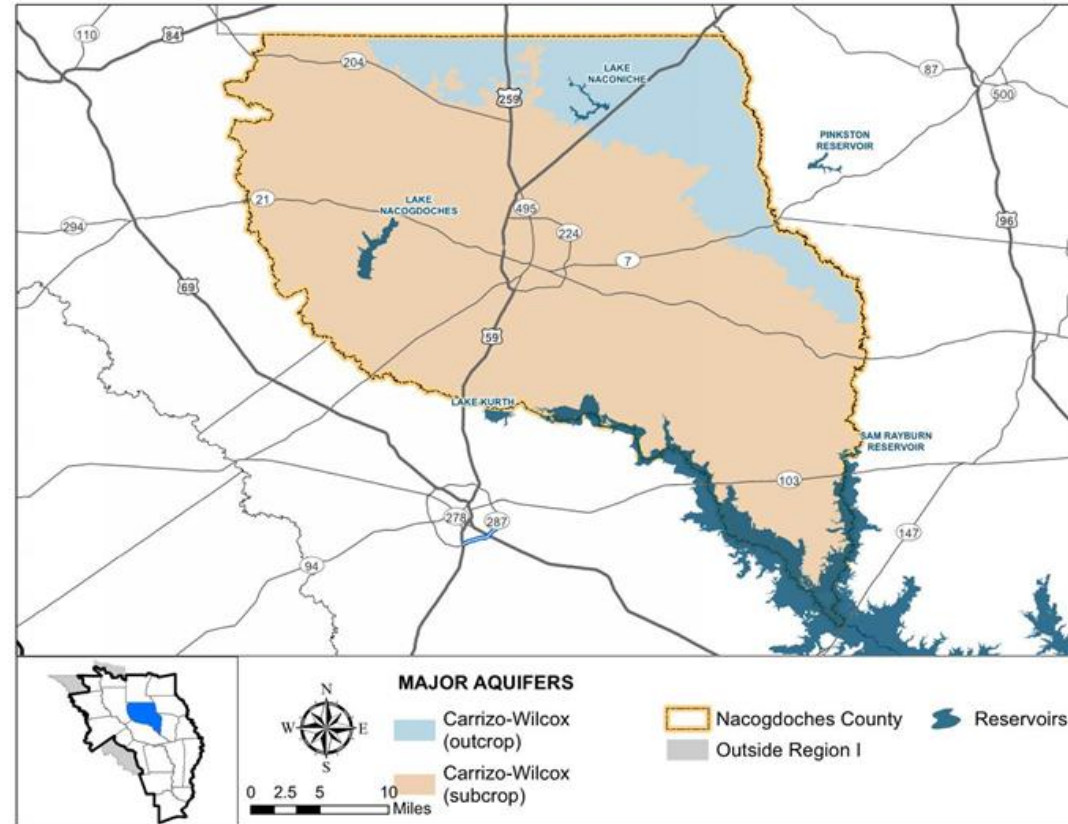 110
84
204
259
LAKE
NACONICHE
87
500
PINKSTON
RESERVOIR
21
LAKE
NACOGDOCHES
495
224
294
96
7
69
59
LAKE KURTH
SAM RAYBURN
RESERVOIR
103
278
287
147
94
MAJOR AQUIFERS
Carrizo-Wilcox
(outcrop)
Carrizo-Wilcox
(subcrop)
Nacogdoches County
Outside Region I
Reservoirs
N
W E
S
0 2.5 5 10
Miles